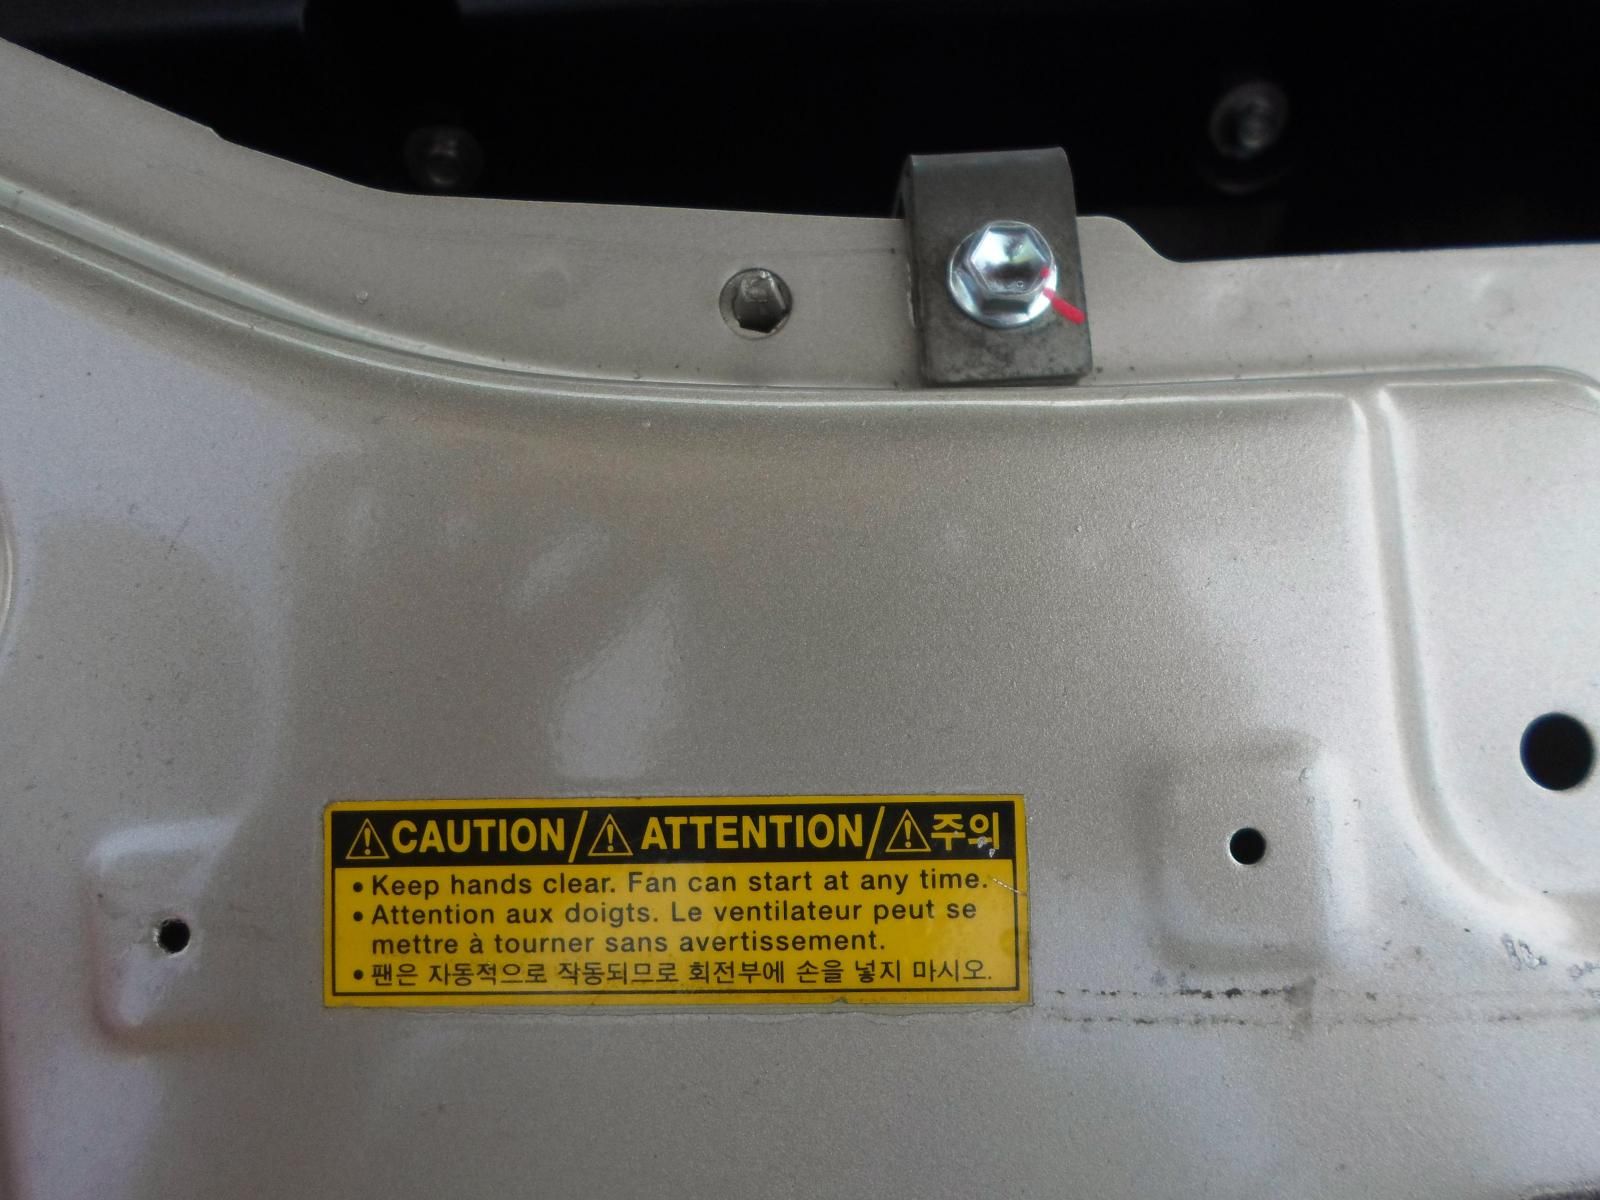 CAUTION/ATTENTION/주의
• Keep hands clear. Fan can start at any time.
• Attention aux doigts. Le ventilateur peut se
mettre à tourner sans avertissement.
• 팬은 자동적으로 작동되므로 회전부에 손을 넣지 마시오.